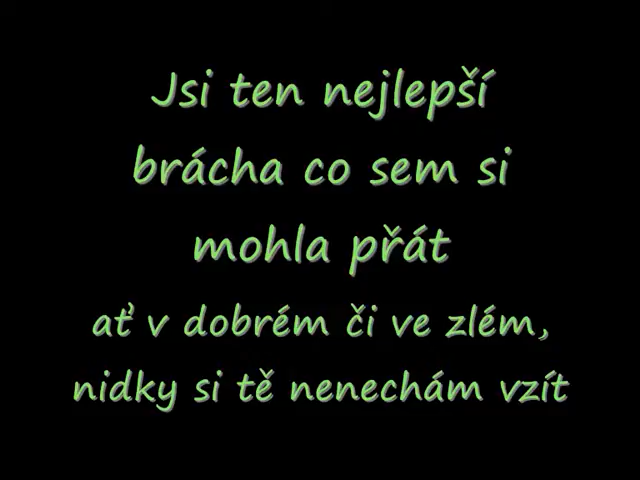 Jsi ten nejlepší
brácha co sem si
mohla přát
ať v dobrém či ve zlém,
nidky si tě nenechám vzít